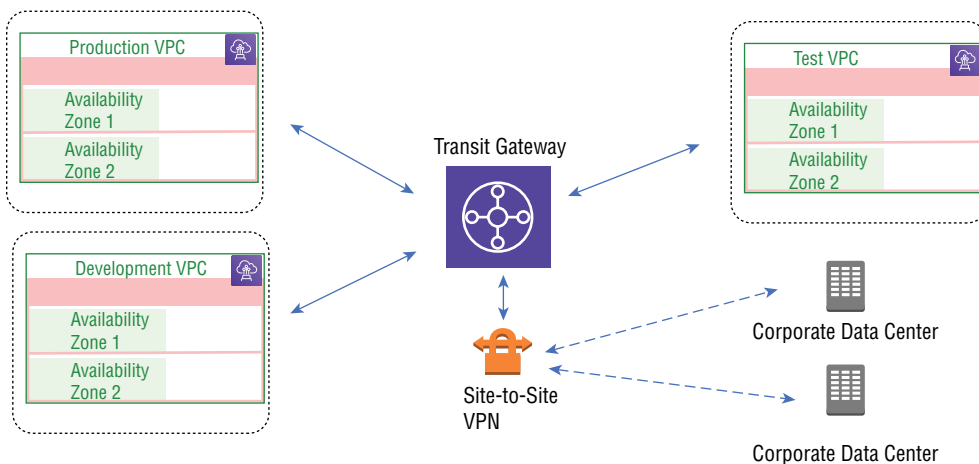 Production VPC
Availability
Zone 1
Availability
Zone 2
Development VPC
Availability
Zone 1
Availability
Zone 2
Transit Gateway
Site-to-Site
VPN
Test VPC
Availability
Zone 1
Availability
Zone 2
Corporate Data Center
Corporate Data Center